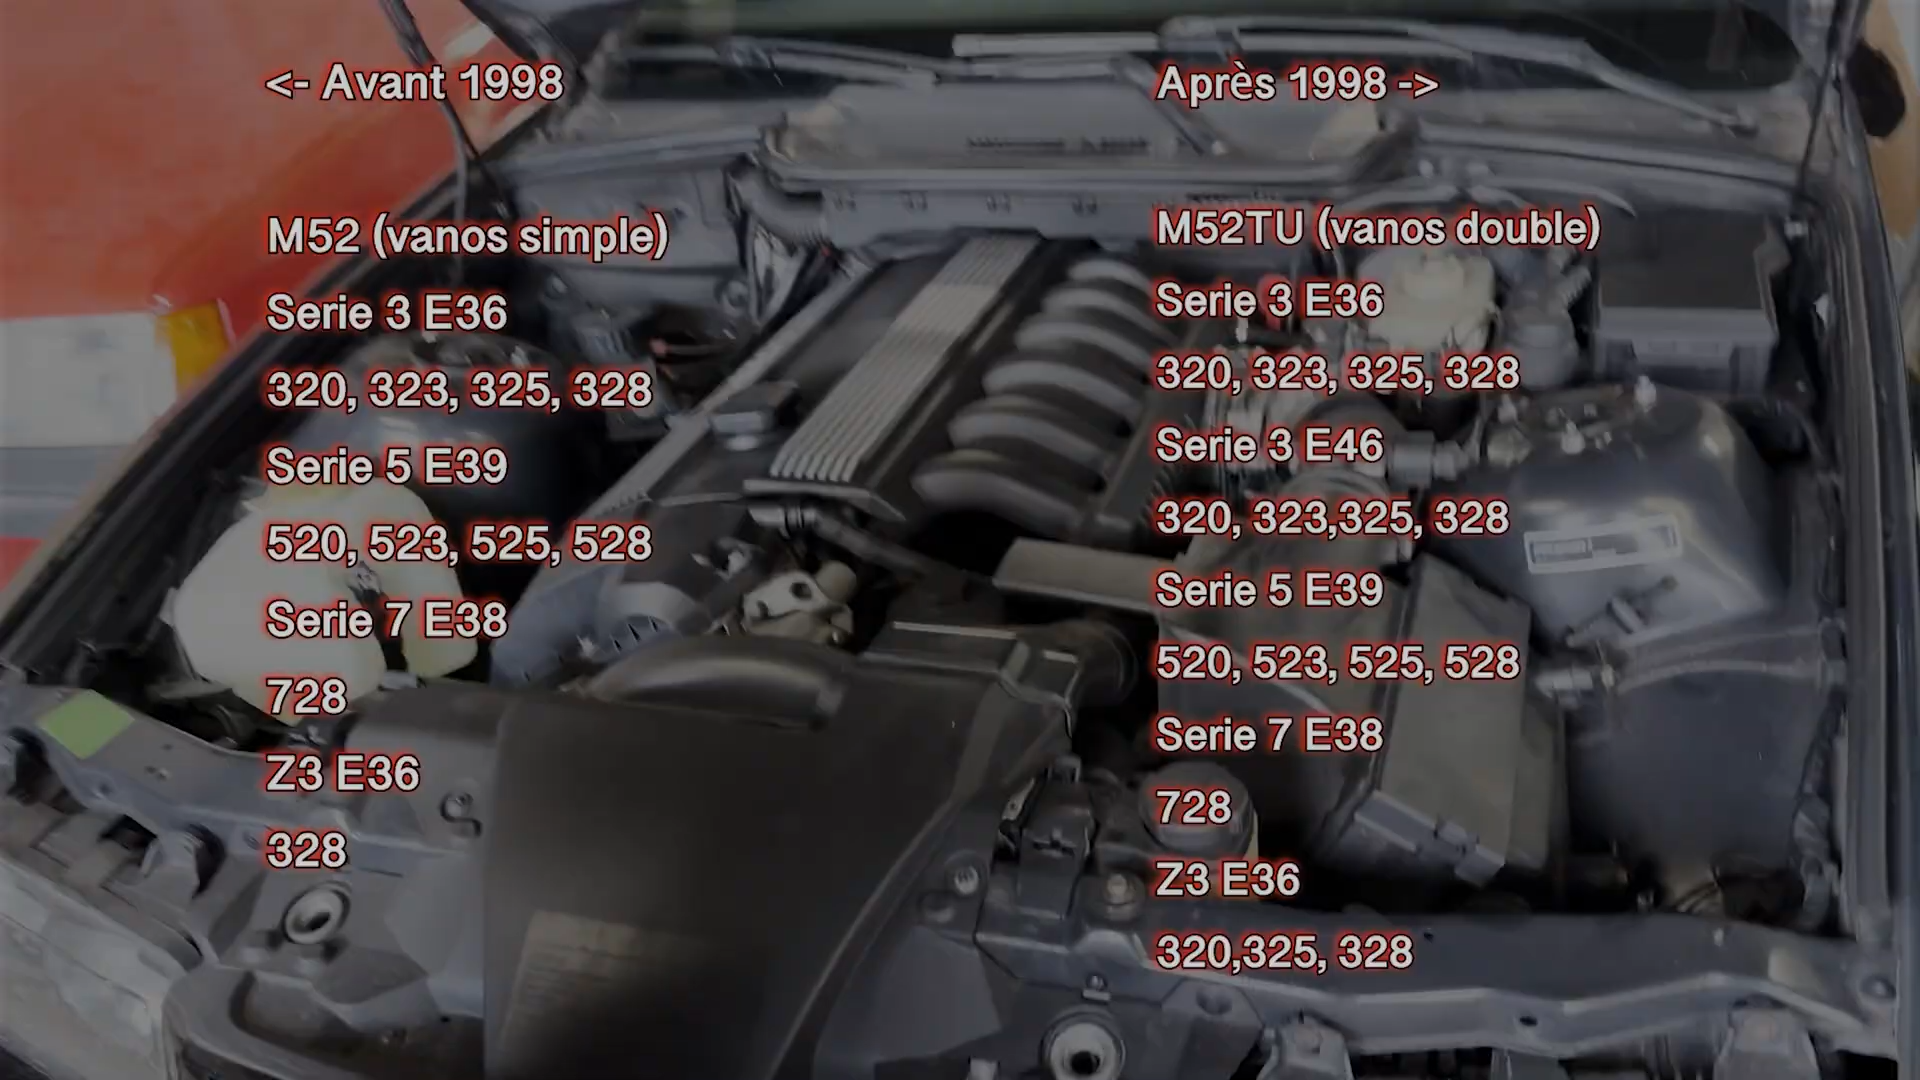 <- Avant 1998
M52 (vanos simple)
Serie 3 E36
320, 323, 325, 328
Serie 5 E39
520, 523, 525, 528
Serie 7 E38
728
Z3 E36
328
Après 1998 ->
M52TU (vanos double)
Serie 3 E36
320, 323, 325, 328
Serie 3 E46
320, 323,325, 328
Serie 5 E39
520, 523, 525, 528
Serie 7 E38
728
Z3 E36
320,325, 328